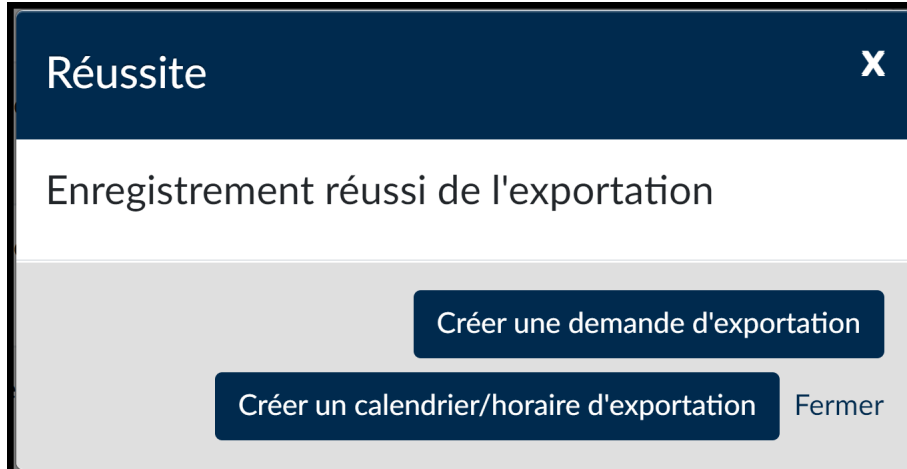 Réussite
X
Enregistrement réussi de l'exportation
Créer une demande d'exportation
Créer un calendrier/horaire d'exportation
Fermer